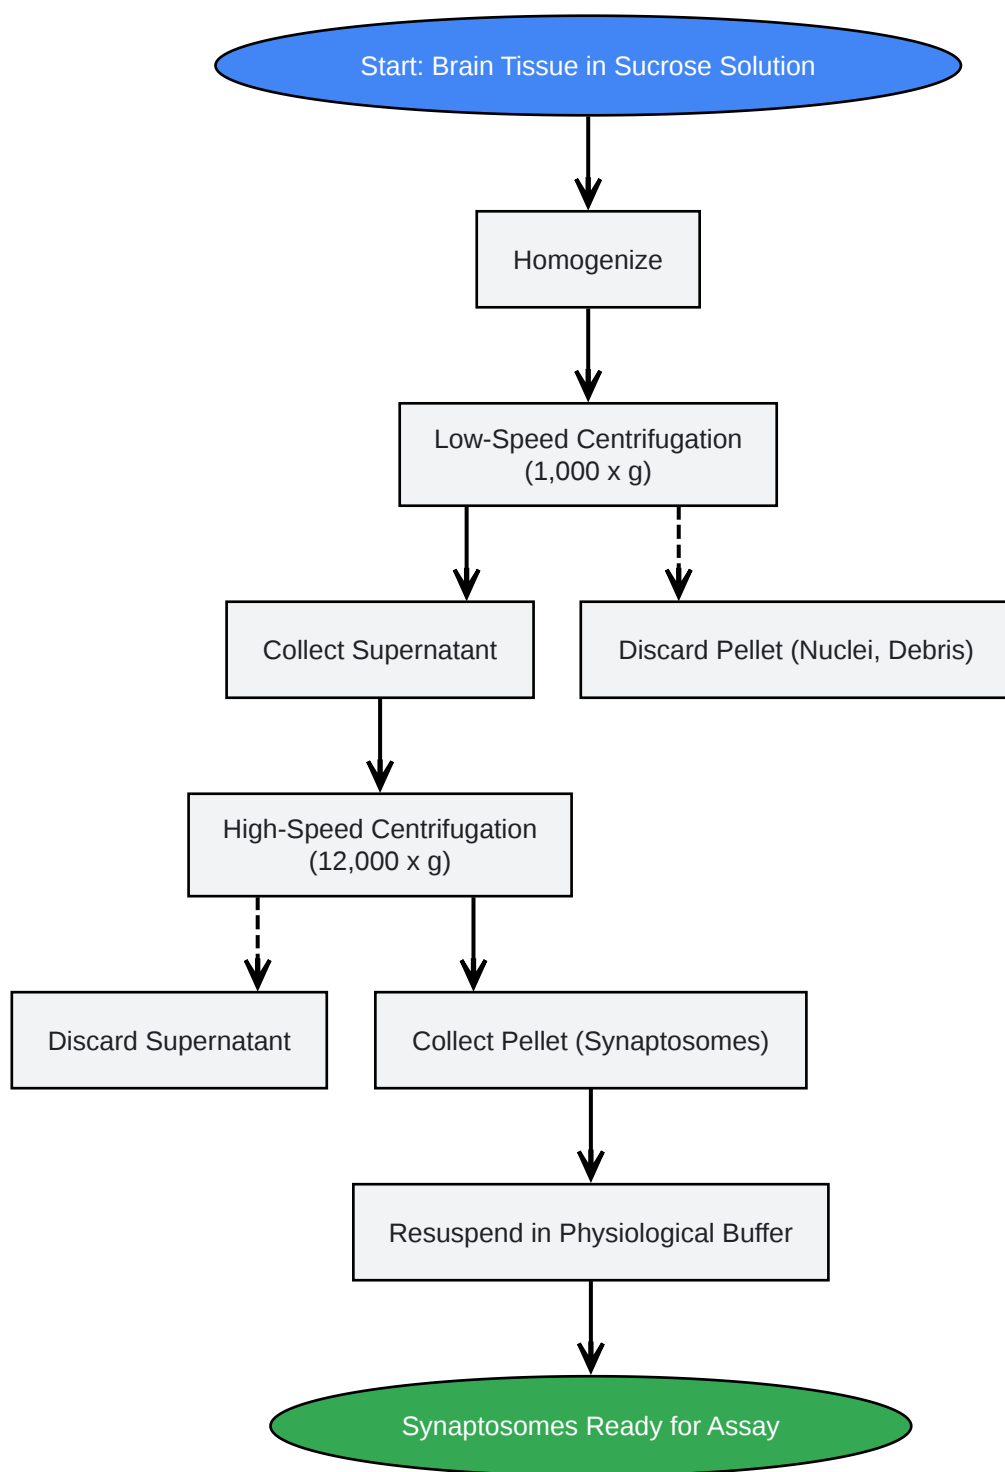 Start: Brain Tissue in Sucrose Solution
Homogenize
Low-Speed Centrifugation
(1,000 x g)
Collect Supernatant
Discard Pellet (Nuclei, Debris)
High-Speed Centrifugation
(12,000 x g)
Discard Supernatant
Collect Pellet (Synaptosomes)
Resuspend in Physiological Buffer
Synaptosomes Ready for Assay